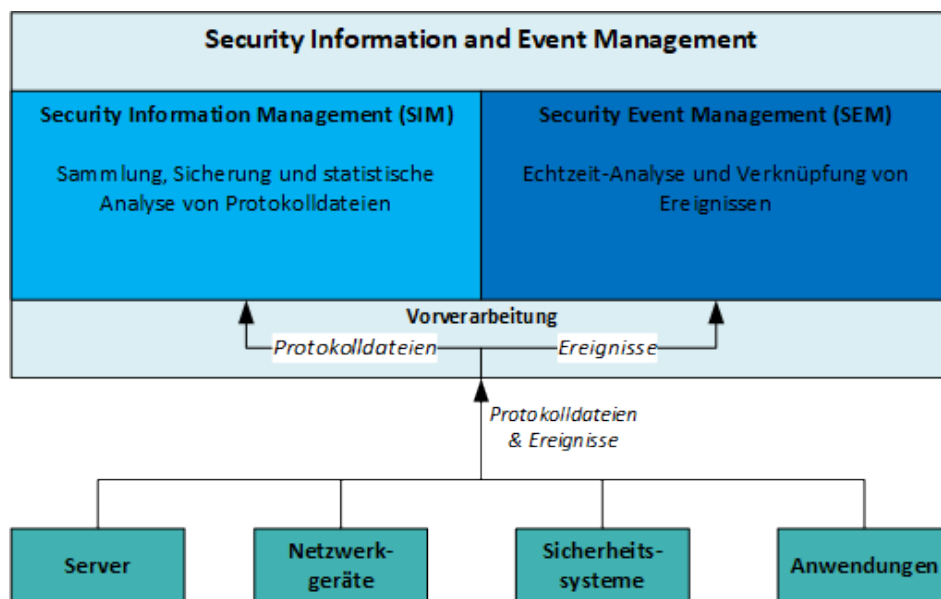 Security Information and Event Management
Security Information Management (SIM)
Sammlung, Sicherung und statistische
Analyse von Protokolldateien
Security Event Management (SEM)
Echtzeit-Analyse und Verknüpfung von
Ereignissen
Vorverarbeitung
Protokolldateien
Ereignisse
Protokolldateien
& Ereignisse
Server
Netzwerk-
geräte
Sicherheits-
systeme
Anwendungen